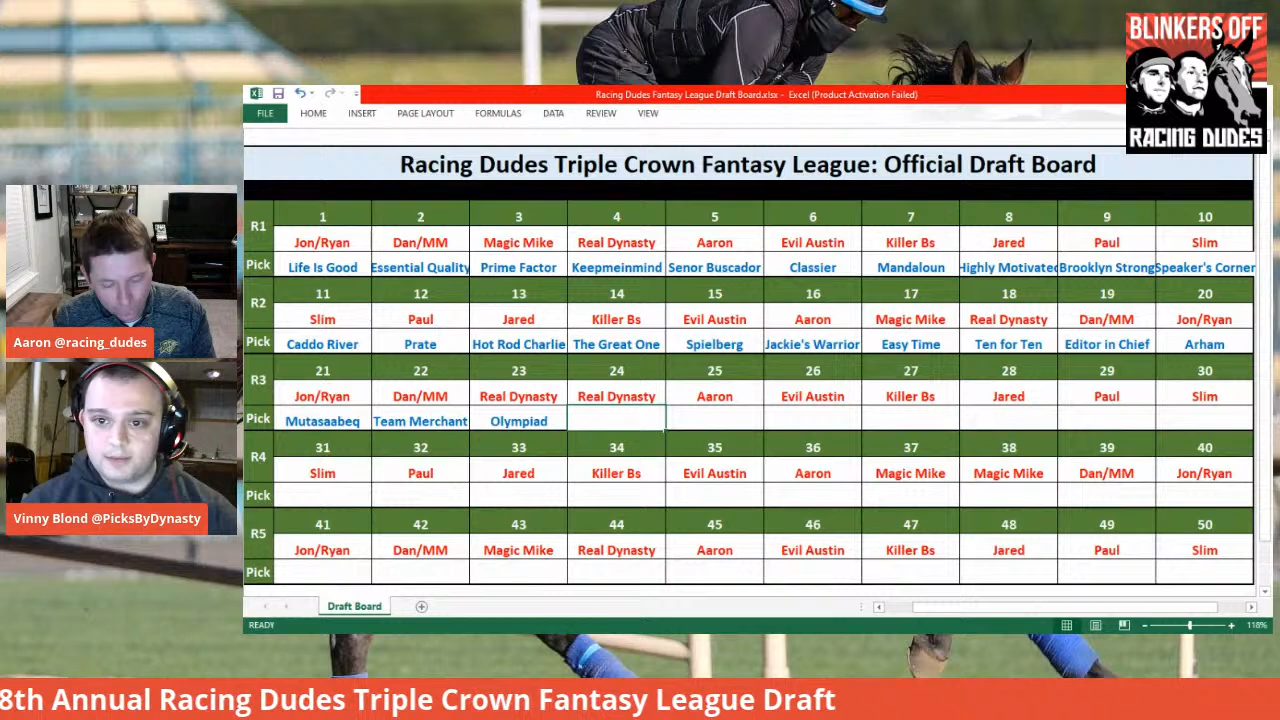 BLINKERS OFF
RACING DUDES
Racing Dudes Fantasy League Draft Board.xlsx - Excel (Product Activation Failed)
FILE HOME INSERT PAGE LAYOUT FORMULAS DATA REVIEW VIEW
Racing Dudes Triple Crown Fantasy League: Official Draft Board
R1 1 2 3 4 5 6 7 8 9 10
Jon/Ryan Dan/MM Magic Mike Real Dynasty Aaron Evil Austin Killer Bs Jared Paul Slim
Pick Life Is Good Essential Quality Prime Factor Keepmeinmind Senor Buscador Classier Mandaloun Highly Motivated Brooklyn Strong Speaker's Corner
R2 11 12 13 14 15 16 17 18 19 20
Slim Paul Jared Killer Bs Evil Austin Aaron Magic Mike Real Dynasty Dan/MM Jon/Ryan
Pick Caddo River Prate Hot Rod Charlie The Great One Spielberg Jackie's Warrior Easy Time Ten for Ten Editor in Chief Arham
R3 21 22 23 24 25 26 27 28 29 30
Jon/Ryan Dan/MM Real Dynasty Real Dynasty Aaron Evil Austin Killer Bs Jared Paul Slim
Pick Mutasaabeq Team Merchant Olympiad
R4 31 32 33 34 35 36 37 38 39 40
Slim Paul Jared Killer Bs Evil Austin Aaron Magic Mike Magic Mike Dan/MM Jon/Ryan
Pick
R5 41 42 43 44 45 46 47 48 49 50
Jon/Ryan Dan/MM Magic Mike Real Dynasty Aaron Evil Austin Killer Bs Jared Paul Slim
Pick
Draft Board
READY 118%
Aaron @racing_dudes
Vinny Blond @PicksByDynasty
8th Annual Racing Dudes Triple Crown Fantasy League Draft